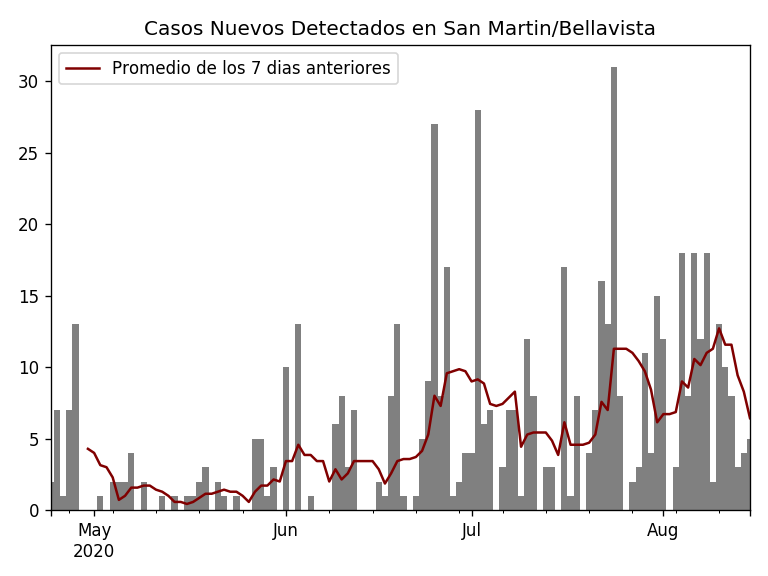 Casos Nuevos Detectados en San Martin/Bellavista
Promedio de los 7 dias anteriores
30
25
20
15
10
5
0
May
2020
Jun
Jul
Aug